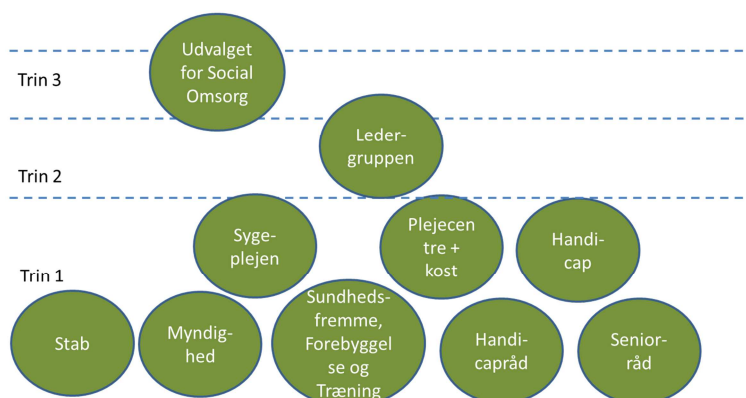 Udvalget
for Social
Omsorg
Trin 3
Leder-
gruppen
Trin 2
Syge-
plejen
Plejecen
tre +
kost
Handi-
cap
Trin 1
Stab
Myndig-
hed
Sundheds-
fremme,
Forebyggel
se og
Træning
Handi-
capråd
Senior-
råd